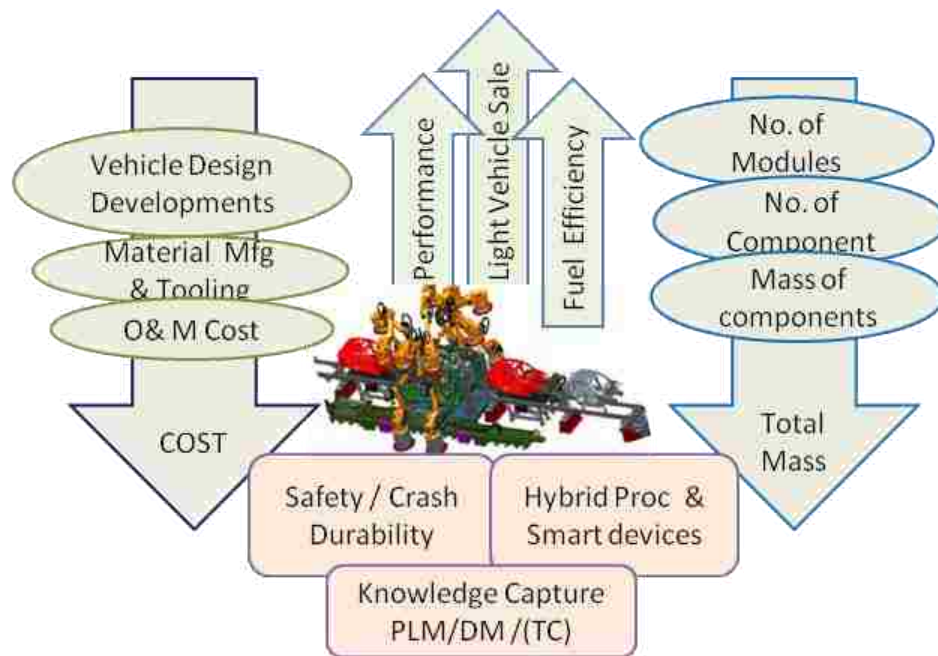 Vehicle Design
Developments
Material Mfg
& Tooling
O& M Cost
COST
Performance
Light Vehicle Sale
Fuel Efficiency
No. of
Modules
No. of
Component
Mass of
components
Total
Mass
Safety / Crash
Durability
Hybrid Proc &
Smart devices
Knowledge Capture
PLM/DM /(TC)